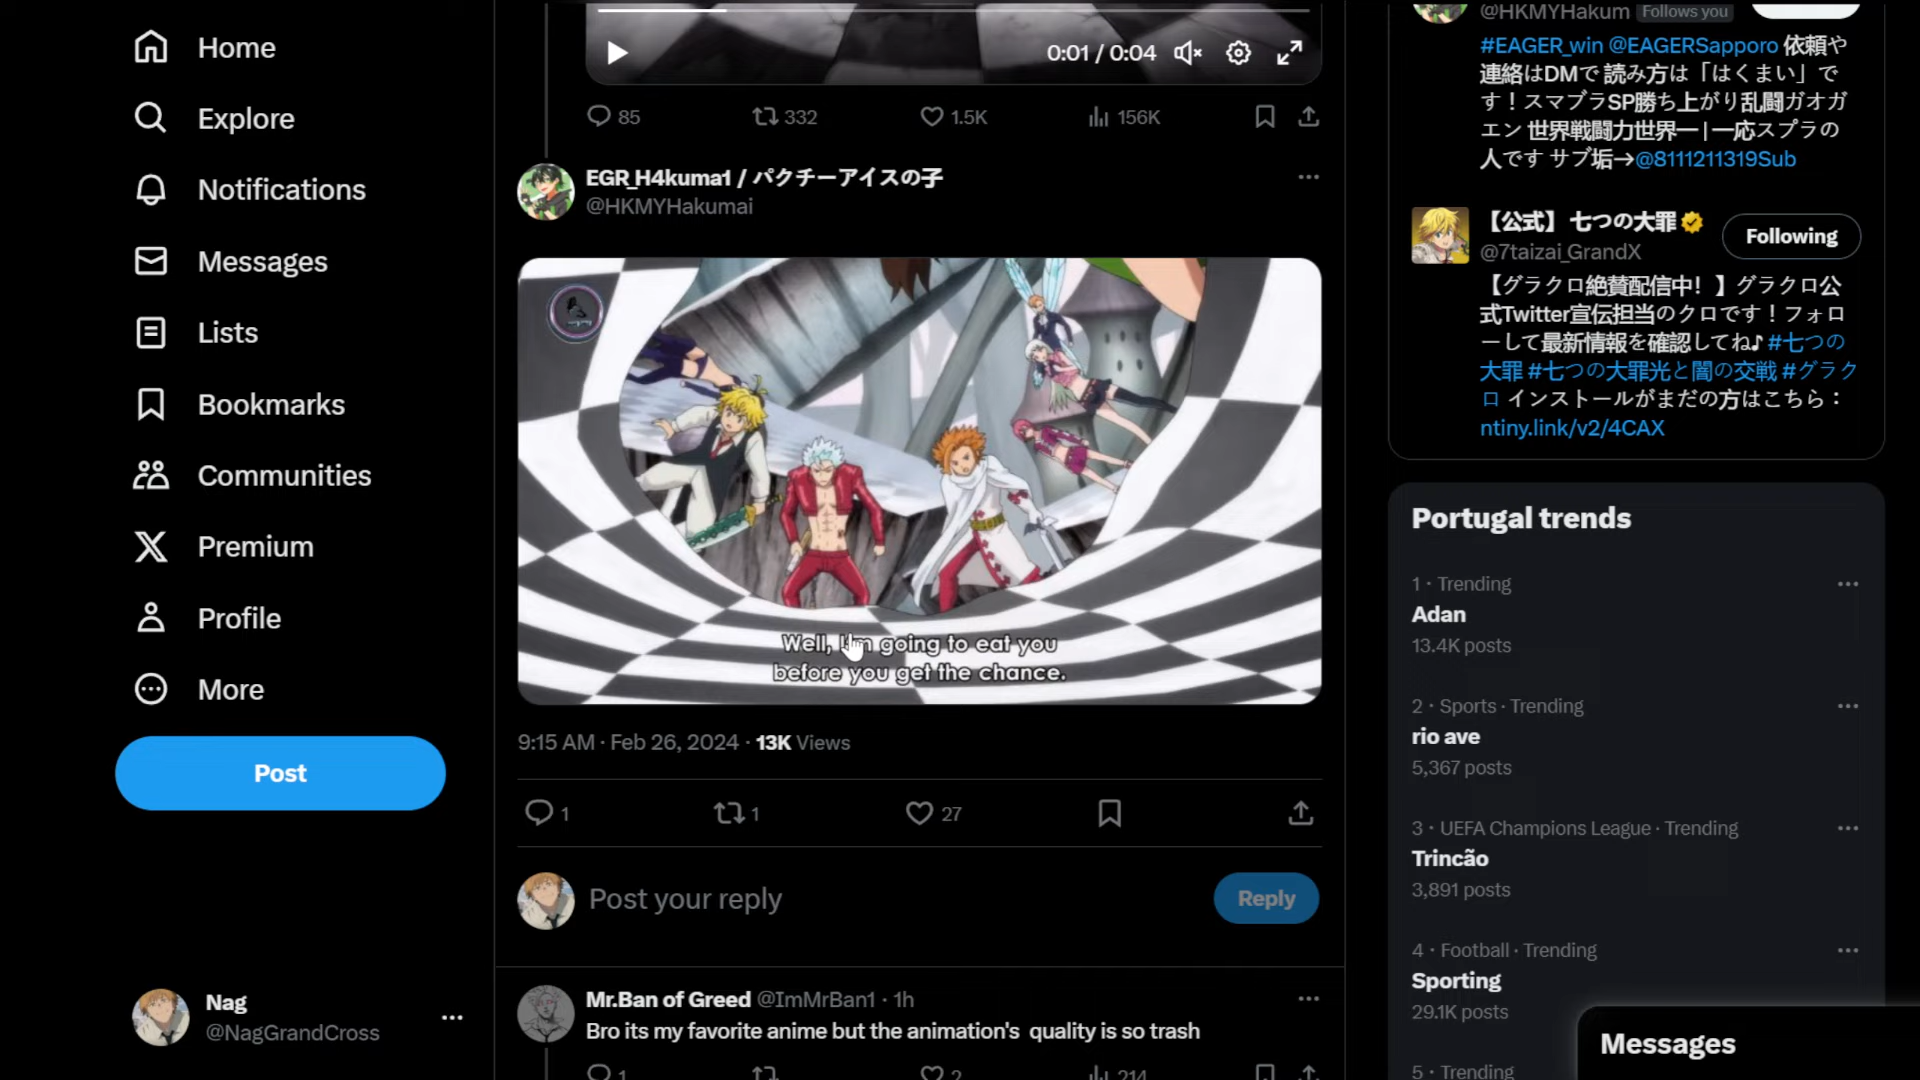 Home
Explore
Notifications
Messages
Lists
Bookmarks
Communities
Premium
Profile
More
Post
Nag
@NagGrandCross
0:01 / 0:04
85
332
1.5K
156K
EGR_H4kuma1 / パクチーアイスの子
@HKMYHakumai
Well, I'm going to eat you
before you get the chance.
9:15 AM · Feb 26, 2024 · 13K Views
1
1
27
Post your reply
Reply
Mr.Ban of Greed @ImMrBan1 · 1h
Bro its my favorite anime but the animation's quality is so trash
1
2
214
@HKMYHakum Follows you
#EAGER_win @EAGERSapporo 依頼や
連絡はDMで 読み方は「はくまい」で
す！スマブラSP勝ち上がり乱闘ガオガ
エン 世界戦闘力世界一 | 一応スプラの
人です サブ垢→@8111211319Sub
【公式】七つの大罪
@7taizai_GrandX
Following
【グラクロ絶賛配信中！】グラクロ公
式Twitter宣伝担当のクロです！フォロ
ーして最新情報を確認してね♪ #七つの
大罪 #七つの大罪光と闇の交戦 #グラク
ロ インストールがまだの方はこちら：
ntiny.link/v2/4CAX
Portugal trends
1 · Trending
Adan
13.4K posts
2 · Sports · Trending
rio ave
5,367 posts
3 · UEFA Champions League · Trending
Trincão
3,891 posts
4 · Football · Trending
Sporting
29.1K posts
5 · Trending
Messages